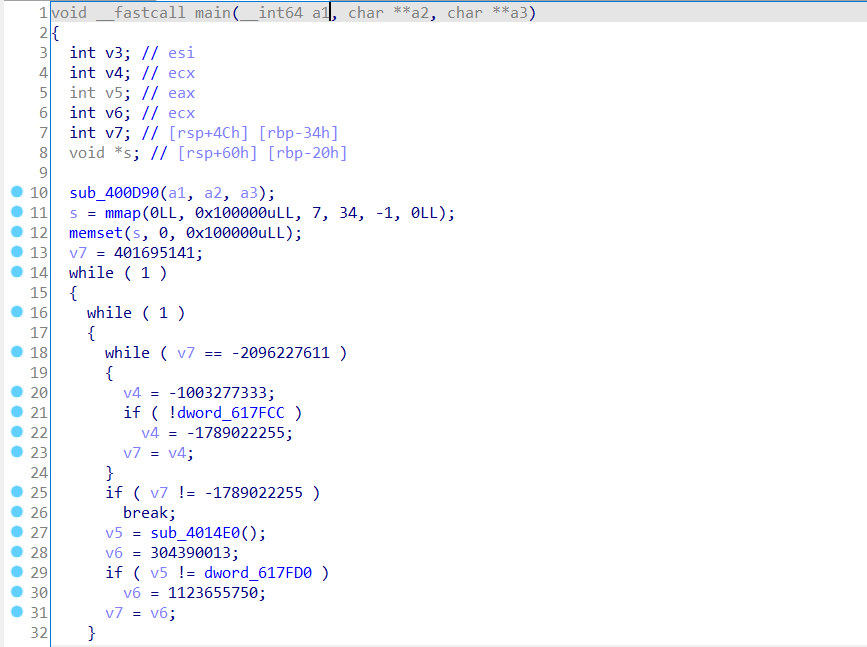 1 void __fastcall main(__int64 a1, char **a2, char **a3)
2 {
3   int v3; // esi
4   int v4; // ecx
5   int v5; // eax
6   int v6; // ecx
7   int v7; // [rsp+4Ch] [rbp-34h]
8   void *s; // [rsp+60h] [rbp-20h]
9
10   sub_400D90(a1, a2, a3);
11   s = mmap(0LL, 0x100000uLL, 7, 34, -1, 0LL);
12   memset(s, 0, 0x100000uLL);
13   v7 = 401695141;
14   while ( 1 )
15   {
16     while ( 1 )
17     {
18       while ( v7 == -2096227611 )
19       {
20         v4 = -1003277333;
21         if ( !dword_617FCC )
22           v4 = -1789022255;
23         v7 = v4;
24       }
25       if ( v7 != -1789022255 )
26         break;
27       v5 = sub_4014E0();
28       v6 = 304390013;
29       if ( v5 != dword_617FD0 )
30         v6 = 1123655750;
31       v7 = v6;
32     }